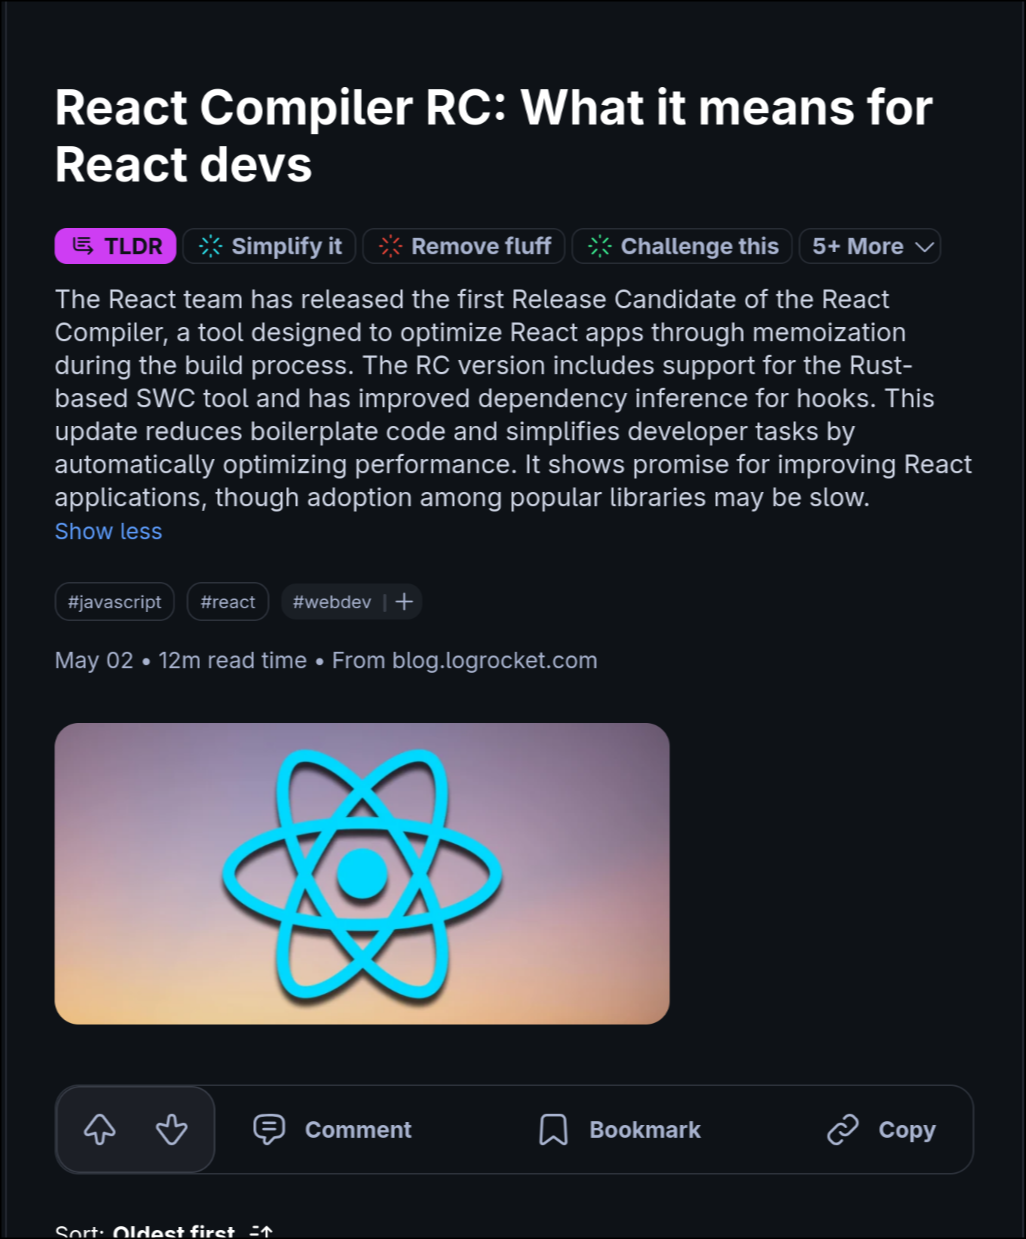 React Compiler RC: What it means for
React devs
TLDR
Simplify it
Remove fluff
Challenge this
5+ More
The React team has released the first Release Candidate of the React
Compiler, a tool designed to optimize React apps through memoization
during the build process. The RC version includes support for the Rust-
based SWC tool and has improved dependency inference for hooks. This
update reduces boilerplate code and simplifies developer tasks by
automatically optimizing performance. It shows promise for improving React
applications, though adoption among popular libraries may be slow.
Show less
#javascript
#react
#webdev | +
May 02 • 12m read time • From blog.logrocket.com
Comment
Bookmark
Copy
Sort: Oldest first